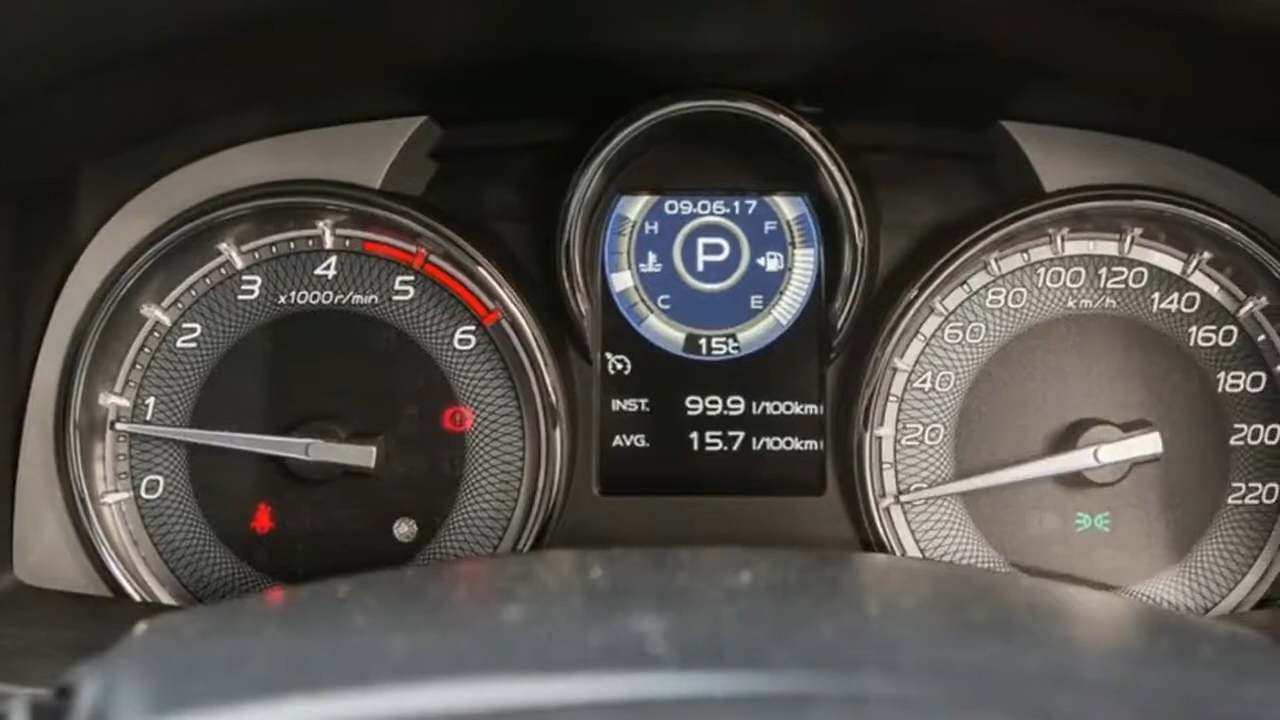 0
1
2
3
4
5
6
x1000r/min
09.06.17
H
F
P
C
E
15℃
INST. 99.9 l/100km
AVG. 15.7 l/100km
20
40
60
80
100
120
140
160
180
200
220
km/h